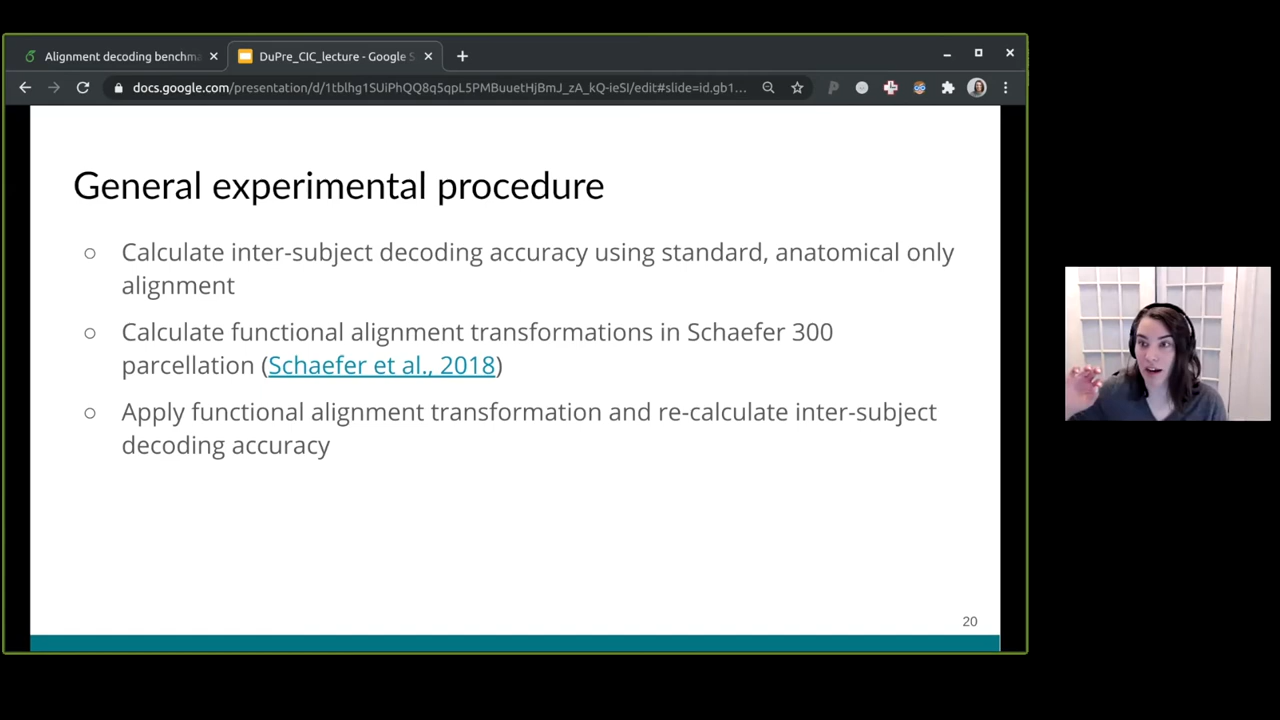 Alignment decoding benchma
DuPre_CIC_lecture - Google S
docs.google.com/presentation/d/1tblhg1SUiPhQQ8q5qpL5PMBuuetHjBmJ_zA_kQ-ieSI/edit#slide=id.gb1...
General experimental procedure
○ Calculate inter-subject decoding accuracy using standard, anatomical only
alignment
○ Calculate functional alignment transformations in Schaefer 300
parcellation (Schaefer et al., 2018)
○ Apply functional alignment transformation and re-calculate inter-subject
decoding accuracy
20